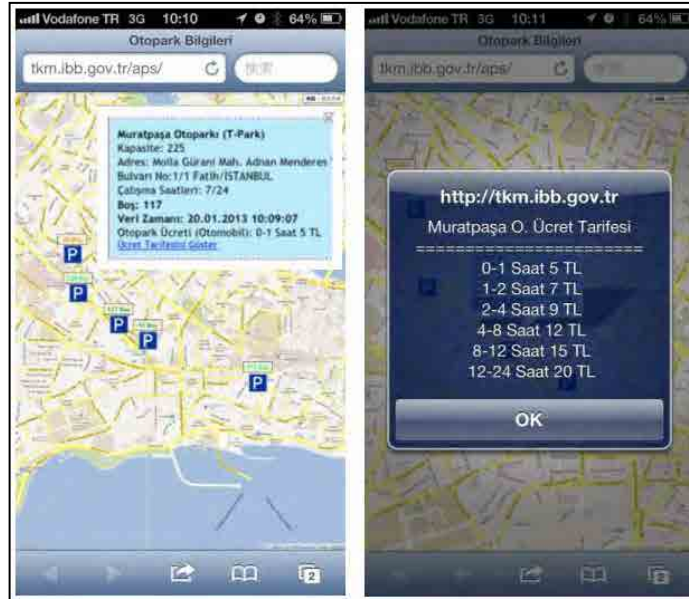 Vodafone TR 3G 10:10 64%
Otopark Bilgileri
tkm.ibb.gov.tr/aps/
検索
Muratpaşa Otoparkı (T-Park)
Kapasite: 225
Adres: Molla Gürani Mah. Adnan Menderes
Bulvarı No:1/1 Fatih/İSTANBUL
Çalışma Saatleri: 7/24
Boş: 117
Veri Zamanı: 20.01.2013 10:09:07
Otopark Ücreti (Otomobil): 0-1 Saat 5 TL
Ücret Tarifesini Göster
P
P
P
P
P
2
Vodafone TR 3G 10:11 64%
Otopark Bilgileri
tkm.ibb.gov.tr/aps/
検索
http://tkm.ibb.gov.tr
Muratpaşa O. Ücret Tarifesi
=======================
0-1 Saat 5 TL
1-2 Saat 7 TL
2-4 Saat 9 TL
4-8 Saat 12 TL
8-12 Saat 15 TL
12-24 Saat 20 TL
OK
2